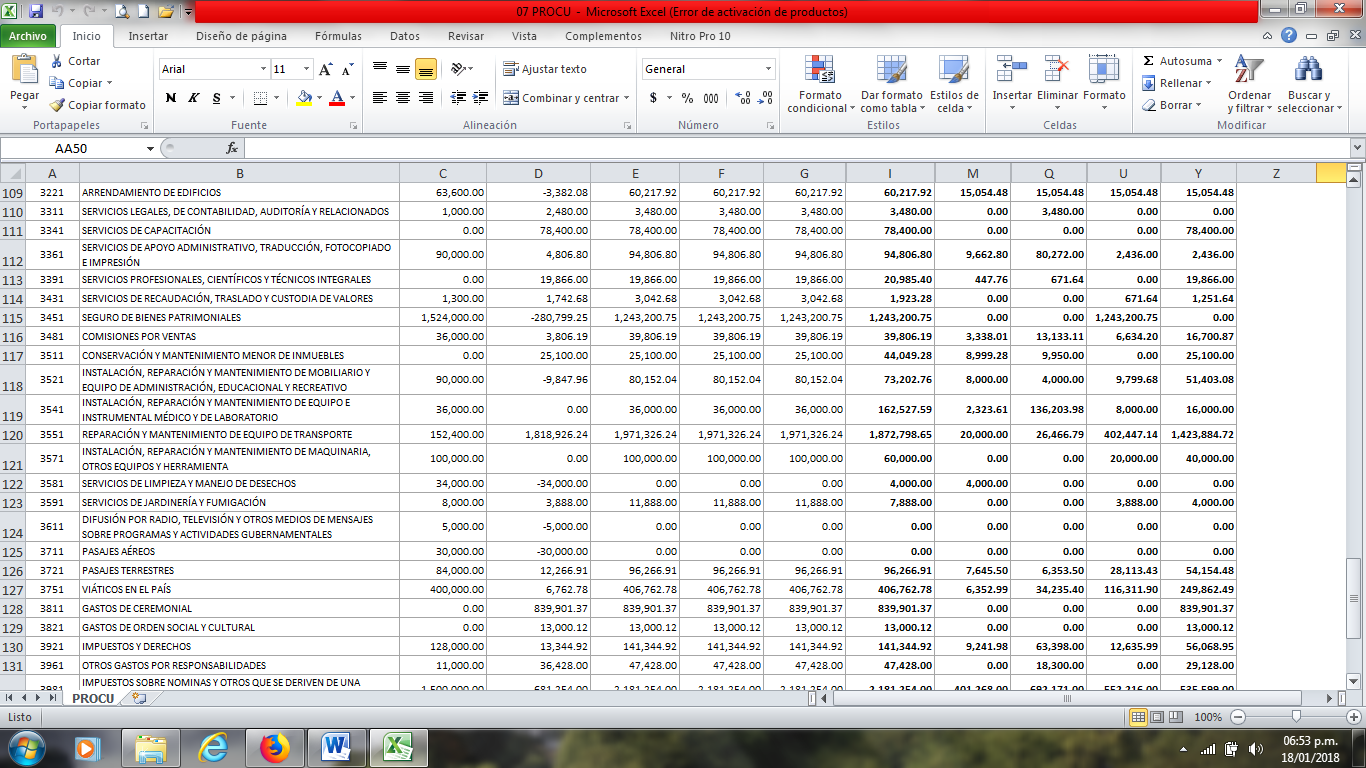 07 PROCU - Microsoft Excel (Error de activación de productos)
Archivo Inicio Insertar Diseño de página Fórmulas Datos Revisar Vista Complementos Nitro Pro 10
Pegar
Cortar
Copiar
Copiar formato
Portapapeles
Arial 11
N K S
Fuente
Ajustar texto
Combinar y centrar
Alineación
General
$ % 000
Número
Formato condicional
Dar formato como tabla
Estilos de celda
Estilos
Insertar Eliminar Formato
Celdas
Autosuma
Rellenar
Borrar
Ordenar y filtrar
Buscar y seleccionar
Modificar
AA50 fx
A B C D E F G I M Q U Y Z
109 3221 ARRENDAMIENTO DE EDIFICIOS 63,600.00 -3,382.08 60,217.92 60,217.92 60,217.92 60,217.92 15,054.48 15,054.48 15,054.48 15,054.48
110 3311 SERVICIOS LEGALES, DE CONTABILIDAD, AUDITORÍA Y RELACIONADOS 1,000.00 2,480.00 3,480.00 3,480.00 3,480.00 3,480.00 0.00 3,480.00 0.00 0.00
111 3341 SERVICIOS DE CAPACITACIÓN 0.00 78,400.00 78,400.00 78,400.00 78,400.00 78,400.00 0.00 0.00 0.00 78,400.00
112 3361 SERVICIOS DE APOYO ADMINISTRATIVO, TRADUCCIÓN, FOTOCOPIADO
E IMPRESIÓN 90,000.00 4,806.80 94,806.80 94,806.80 94,806.80 94,806.80 9,662.80 80,272.00 2,436.00 2,436.00
113 3391 SERVICIOS PROFESIONALES, CIENTÍFICOS Y TÉCNICOS INTEGRALES 0.00 19,866.00 19,866.00 19,866.00 19,866.00 20,985.40 447.76 671.64 0.00 19,866.00
114 3431 SERVICIOS DE RECAUDACIÓN, TRASLADO Y CUSTODIA DE VALORES 1,300.00 1,742.68 3,042.68 3,042.68 3,042.68 1,923.28 0.00 0.00 671.64 1,251.64
115 3451 SEGURO DE BIENES PATRIMONIALES 1,524,000.00 -280,799.25 1,243,200.75 1,243,200.75 1,243,200.75 1,243,200.75 0.00 0.00 1,243,200.75 0.00
116 3481 COMISIONES POR VENTAS 36,000.00 3,806.19 39,806.19 39,806.19 39,806.19 39,806.19 3,338.01 13,133.11 6,634.20 16,700.87
117 3511 CONSERVACIÓN Y MANTENIMIENTO MENOR DE INMUEBLES 0.00 25,100.00 25,100.00 25,100.00 25,100.00 44,049.28 8,999.28 9,950.00 0.00 25,100.00
118 3521 INSTALACIÓN, REPARACIÓN Y MANTENIMIENTO DE MOBILIARIO Y
EQUIPO DE ADMINISTRACIÓN, EDUCACIONAL Y RECREATIVO 90,000.00 -9,847.96 80,152.04 80,152.04 80,152.04 73,202.76 8,000.00 4,000.00 9,799.68 51,403.08
119 3541 INSTALACIÓN, REPARACIÓN Y MANTENIMIENTO DE EQUIPO E
INSTRUMENTAL MÉDICO Y DE LABORATORIO 36,000.00 0.00 36,000.00 36,000.00 36,000.00 162,527.59 2,323.61 136,203.98 8,000.00 16,000.00
120 3551 REPARACIÓN Y MANTENIMIENTO DE EQUIPO DE TRANSPORTE 152,400.00 1,818,926.24 1,971,326.24 1,971,326.24 1,971,326.24 1,872,798.65 20,000.00 26,466.79 402,447.14 1,423,884.72
121 3571 INSTALACIÓN, REPARACIÓN Y MANTENIMIENTO DE MAQUINARIA,
OTROS EQUIPOS Y HERRAMIENTA 100,000.00 0.00 100,000.00 100,000.00 100,000.00 60,000.00 0.00 0.00 20,000.00 40,000.00
122 3581 SERVICIOS DE LIMPIEZA Y MANEJO DE DESECHOS 34,000.00 -34,000.00 0.00 0.00 0.00 4,000.00 4,000.00 0.00 0.00 0.00
123 3591 SERVICIOS DE JARDINERÍA Y FUMIGACIÓN 8,000.00 3,888.00 11,888.00 11,888.00 11,888.00 7,888.00 0.00 0.00 3,888.00 4,000.00
124 3611 DIFUSIÓN POR RADIO, TELEVISIÓN Y OTROS MEDIOS DE MENSAJES
SOBRE PROGRAMAS Y ACTIVIDADES GUBERNAMENTALES 5,000.00 -5,000.00 0.00 0.00 0.00 0.00 0.00 0.00 0.00 0.00
125 3711 PASAJES AÉREOS 30,000.00 -30,000.00 0.00 0.00 0.00 0.00 0.00 0.00 0.00 0.00
126 3721 PASAJES TERRESTRES 84,000.00 12,266.91 96,266.91 96,266.91 96,266.91 96,266.91 7,645.50 6,353.50 28,113.43 54,154.48
127 3751 VIÁTICOS EN EL PAÍS 400,000.00 6,762.78 406,762.78 406,762.78 406,762.78 406,762.78 6,352.99 34,235.40 116,311.90 249,862.49
128 3811 GASTOS DE CEREMONIAL 0.00 839,901.37 839,901.37 839,901.37 839,901.37 839,901.37 0.00 0.00 0.00 839,901.37
129 3821 GASTOS DE ORDEN SOCIAL Y CULTURAL 0.00 13,000.12 13,000.12 13,000.12 13,000.12 13,000.12 0.00 0.00 0.00 13,000.12
130 3921 IMPUESTOS Y DERECHOS 128,000.00 13,344.92 141,344.92 141,344.92 141,344.92 141,344.92 9,241.98 63,398.00 12,635.99 56,068.95
131 3961 OTROS GASTOS POR RESPONSABILIDADES 11,000.00 36,428.00 47,428.00 47,428.00 47,428.00 47,428.00 0.00 18,300.00 0.00 29,128.00
3981 IMPUESTOS SOBRE NOMINAS Y OTROS QUE SE DERIVEN DE UNA 1,500,000.00 681,254.00 2,181,254.00 2,181,254.00 2,181,254.00 2,181,254.00 401,268.00 692,171.00 552,216.00 535,599.00
PROCU
Listo 100%
06:53 p.m.
18/01/2018